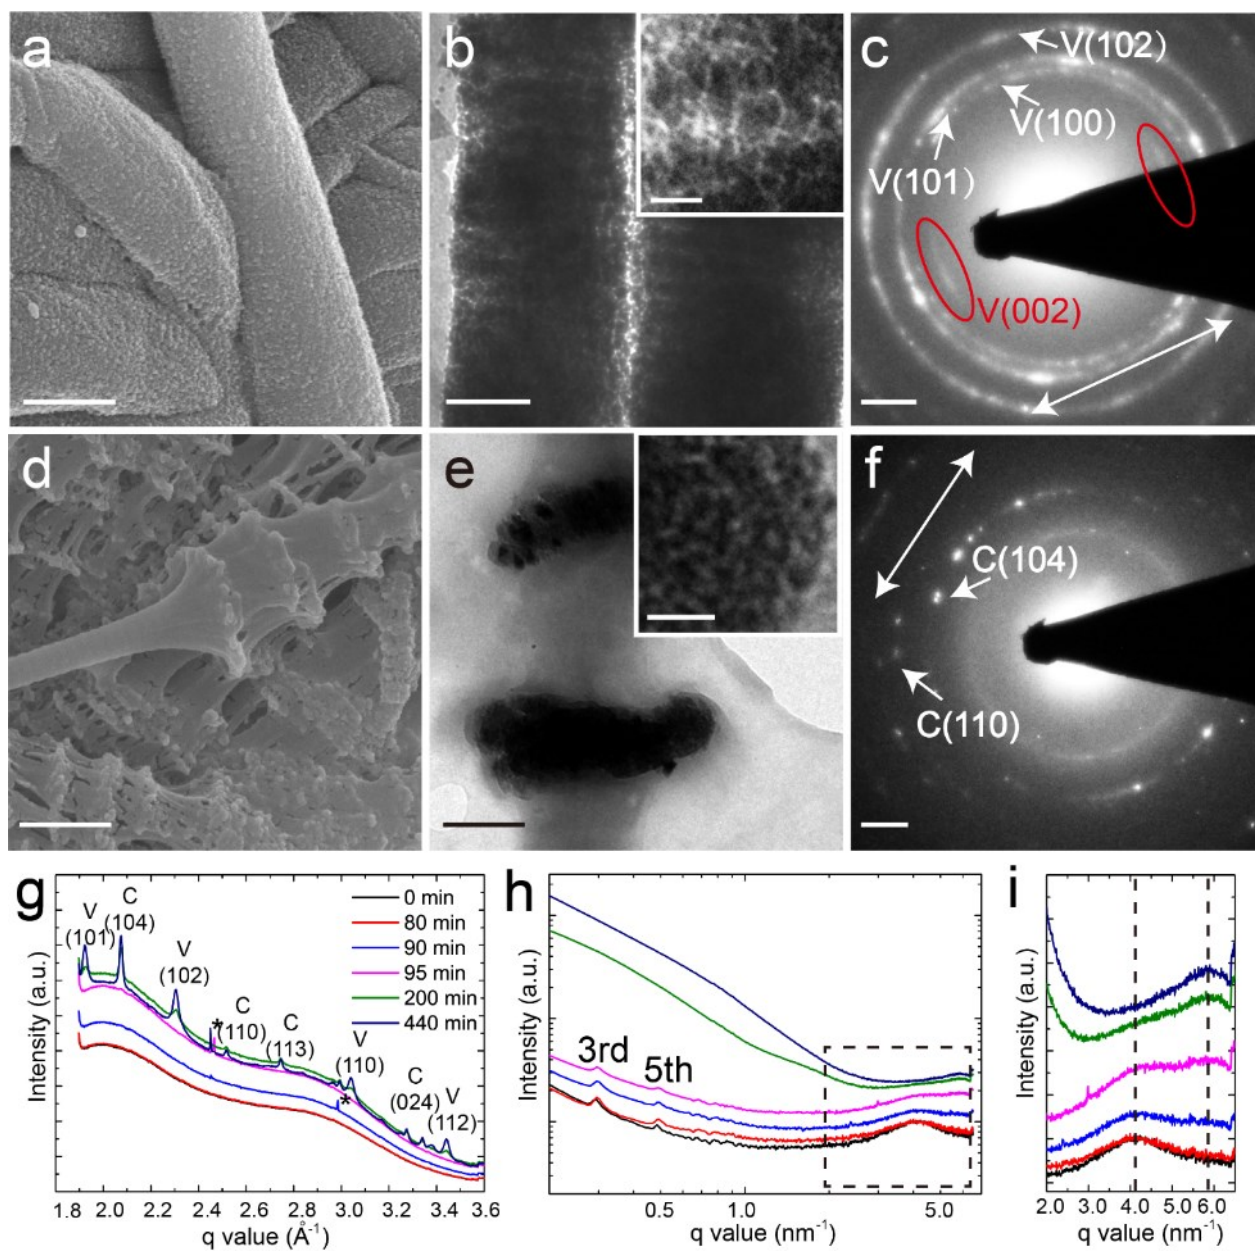 a
b
c
V(102)
V(100)
V(101)
V(002)
d
e
f
C(104)
C(110)
g
V
(101)
C
(104)
V
(102)
*
C
(110)
C
(113)
V
(110)
*
C
(024)
V
(112)
0 min
80 min
90 min
95 min
200 min
440 min
Intensity (a.u.)
1.8 2.0 2.2 2.4 2.6 2.8 3.0 3.2 3.4 3.6
q value (Å-1)
h
3rd
5th
Intensity (a.u.)
0.5 1.0 5.0
q value (nm-1)
i
Intensity (a.u.)
2.0 3.0 4.0 5.0 6.0
q value (nm-1)